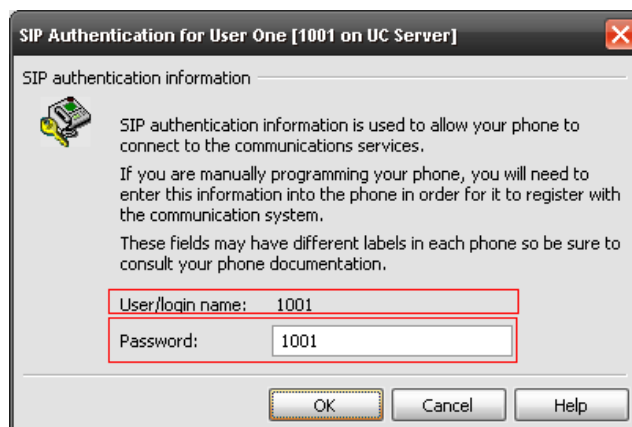 SIP Authentication for User One [1001 on UC Server]
SIP authentication information
SIP authentication information is used to allow your phone to
connect to the communications services.
If you are manually programming your phone, you will need to
enter this information into the phone in order for it to register with
the communication system.
These fields may have different labels in each phone so be sure to
consult your phone documentation.
User/login name: 1001
Password: 1001
OK Cancel Help